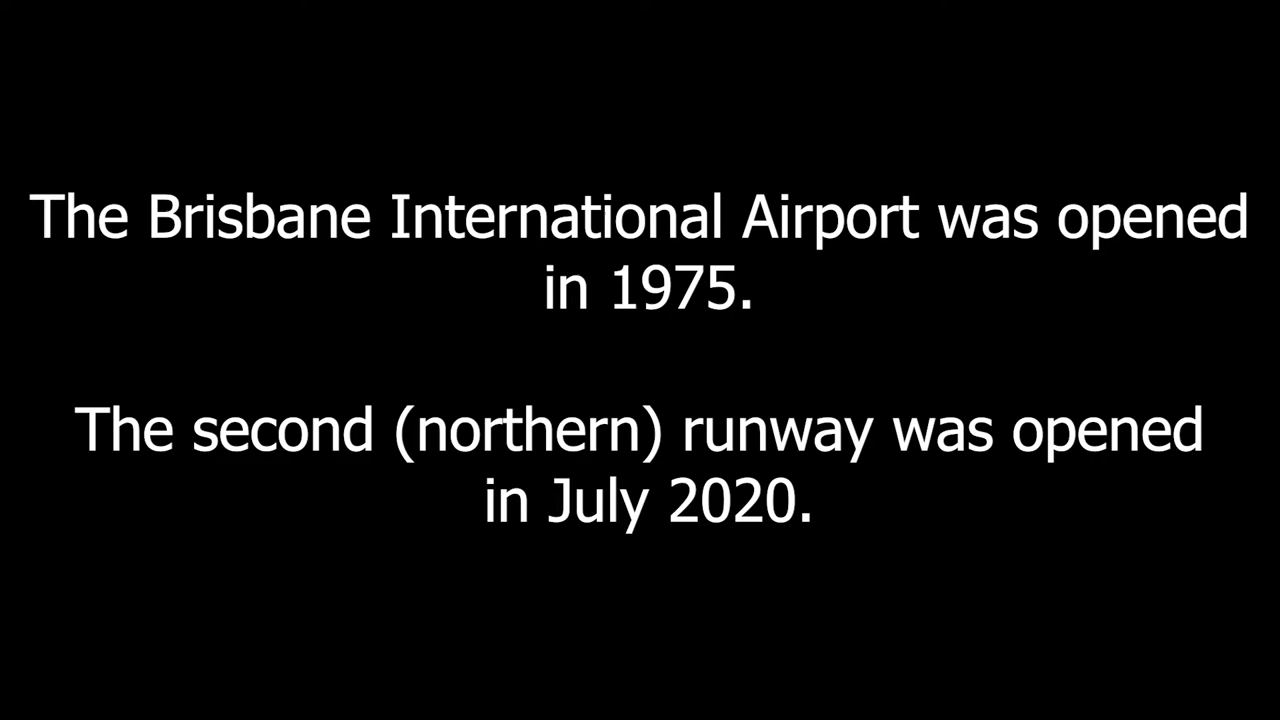 The Brisbane International Airport was opened
in 1975.
The second (northern) runway was opened
in July 2020.